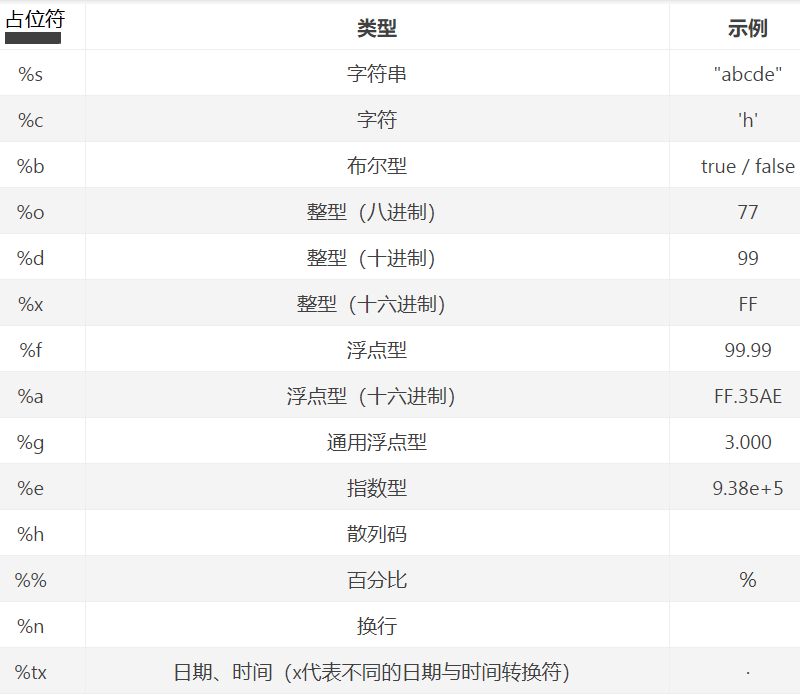 占位符 类型 示例
%s 字符串 "abcde"
%c 字符 'h'
%b 布尔型 true / false
%o 整型（八进制） 77
%d 整型（十进制） 99
%x 整型（十六进制） FF
%f 浮点型 99.99
%a 浮点型（十六进制） FF.35AE
%g 通用浮点型 3.000
%e 指数型 9.38e+5
%h 散列码
%% 百分比 %
%n 换行
%tx 日期、时间（x代表不同的日期与时间转换符） ·